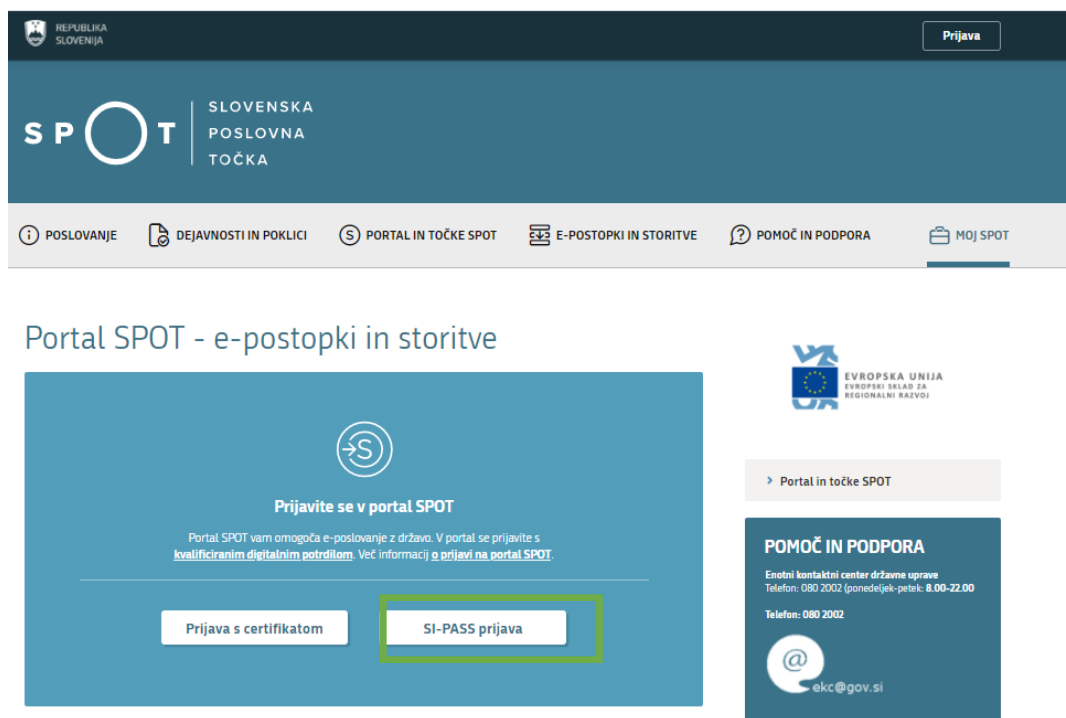 REPUBLIKA
SLOVENIJA
Prijava
SPOT
SLOVENSKA
POSLOVNA
TOČKA
POSLOVANJE
DEJAVNOSTI IN POKLICI
PORTAL IN TOČKE SPOT
E-POSTOPKI IN STORITVE
POMOČ IN PODPORA
MOJ SPOT
Portal SPOT - e-postopki in storitve
S
Prijavite se v portal SPOT
Portal SPOT vam omogoča e-poslovanje z državo. V portal se prijavite s
kvalificiranim digitalnim potrdilom. Več informacij o prijavi na portal SPOT.
Prijava s certifikatom
SI-PASS prijava
EVROPSKA UNIJA
EVROPSKI SKLAD ZA
REGIONALNI RAZVOJ
Portal in točke SPOT
POMOČ IN PODPORA
Enotni kontaktni center državne uprave
Telefon: 080 2002 (ponedeljek-petek: 8.00-22.00
Telefon: 080 2002
@
ekc@gov.si